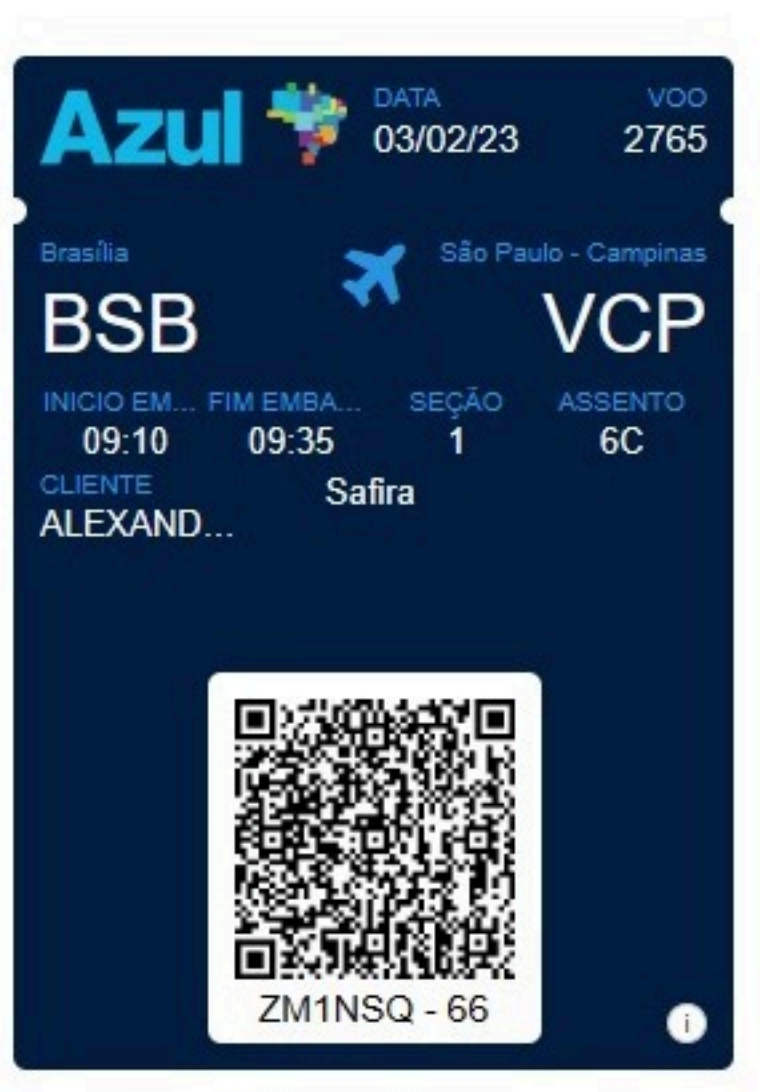 Azul
DATA VOO
03/02/23 2765
Brasília São Paulo - Campinas
BSB VCP
INICIO EM... FIM EMBA... SEÇÃO ASSENTO
09:10 09:35 1 6C
CLIENTE Safira
ALEXAND...
ZM1NSQ - 66
i